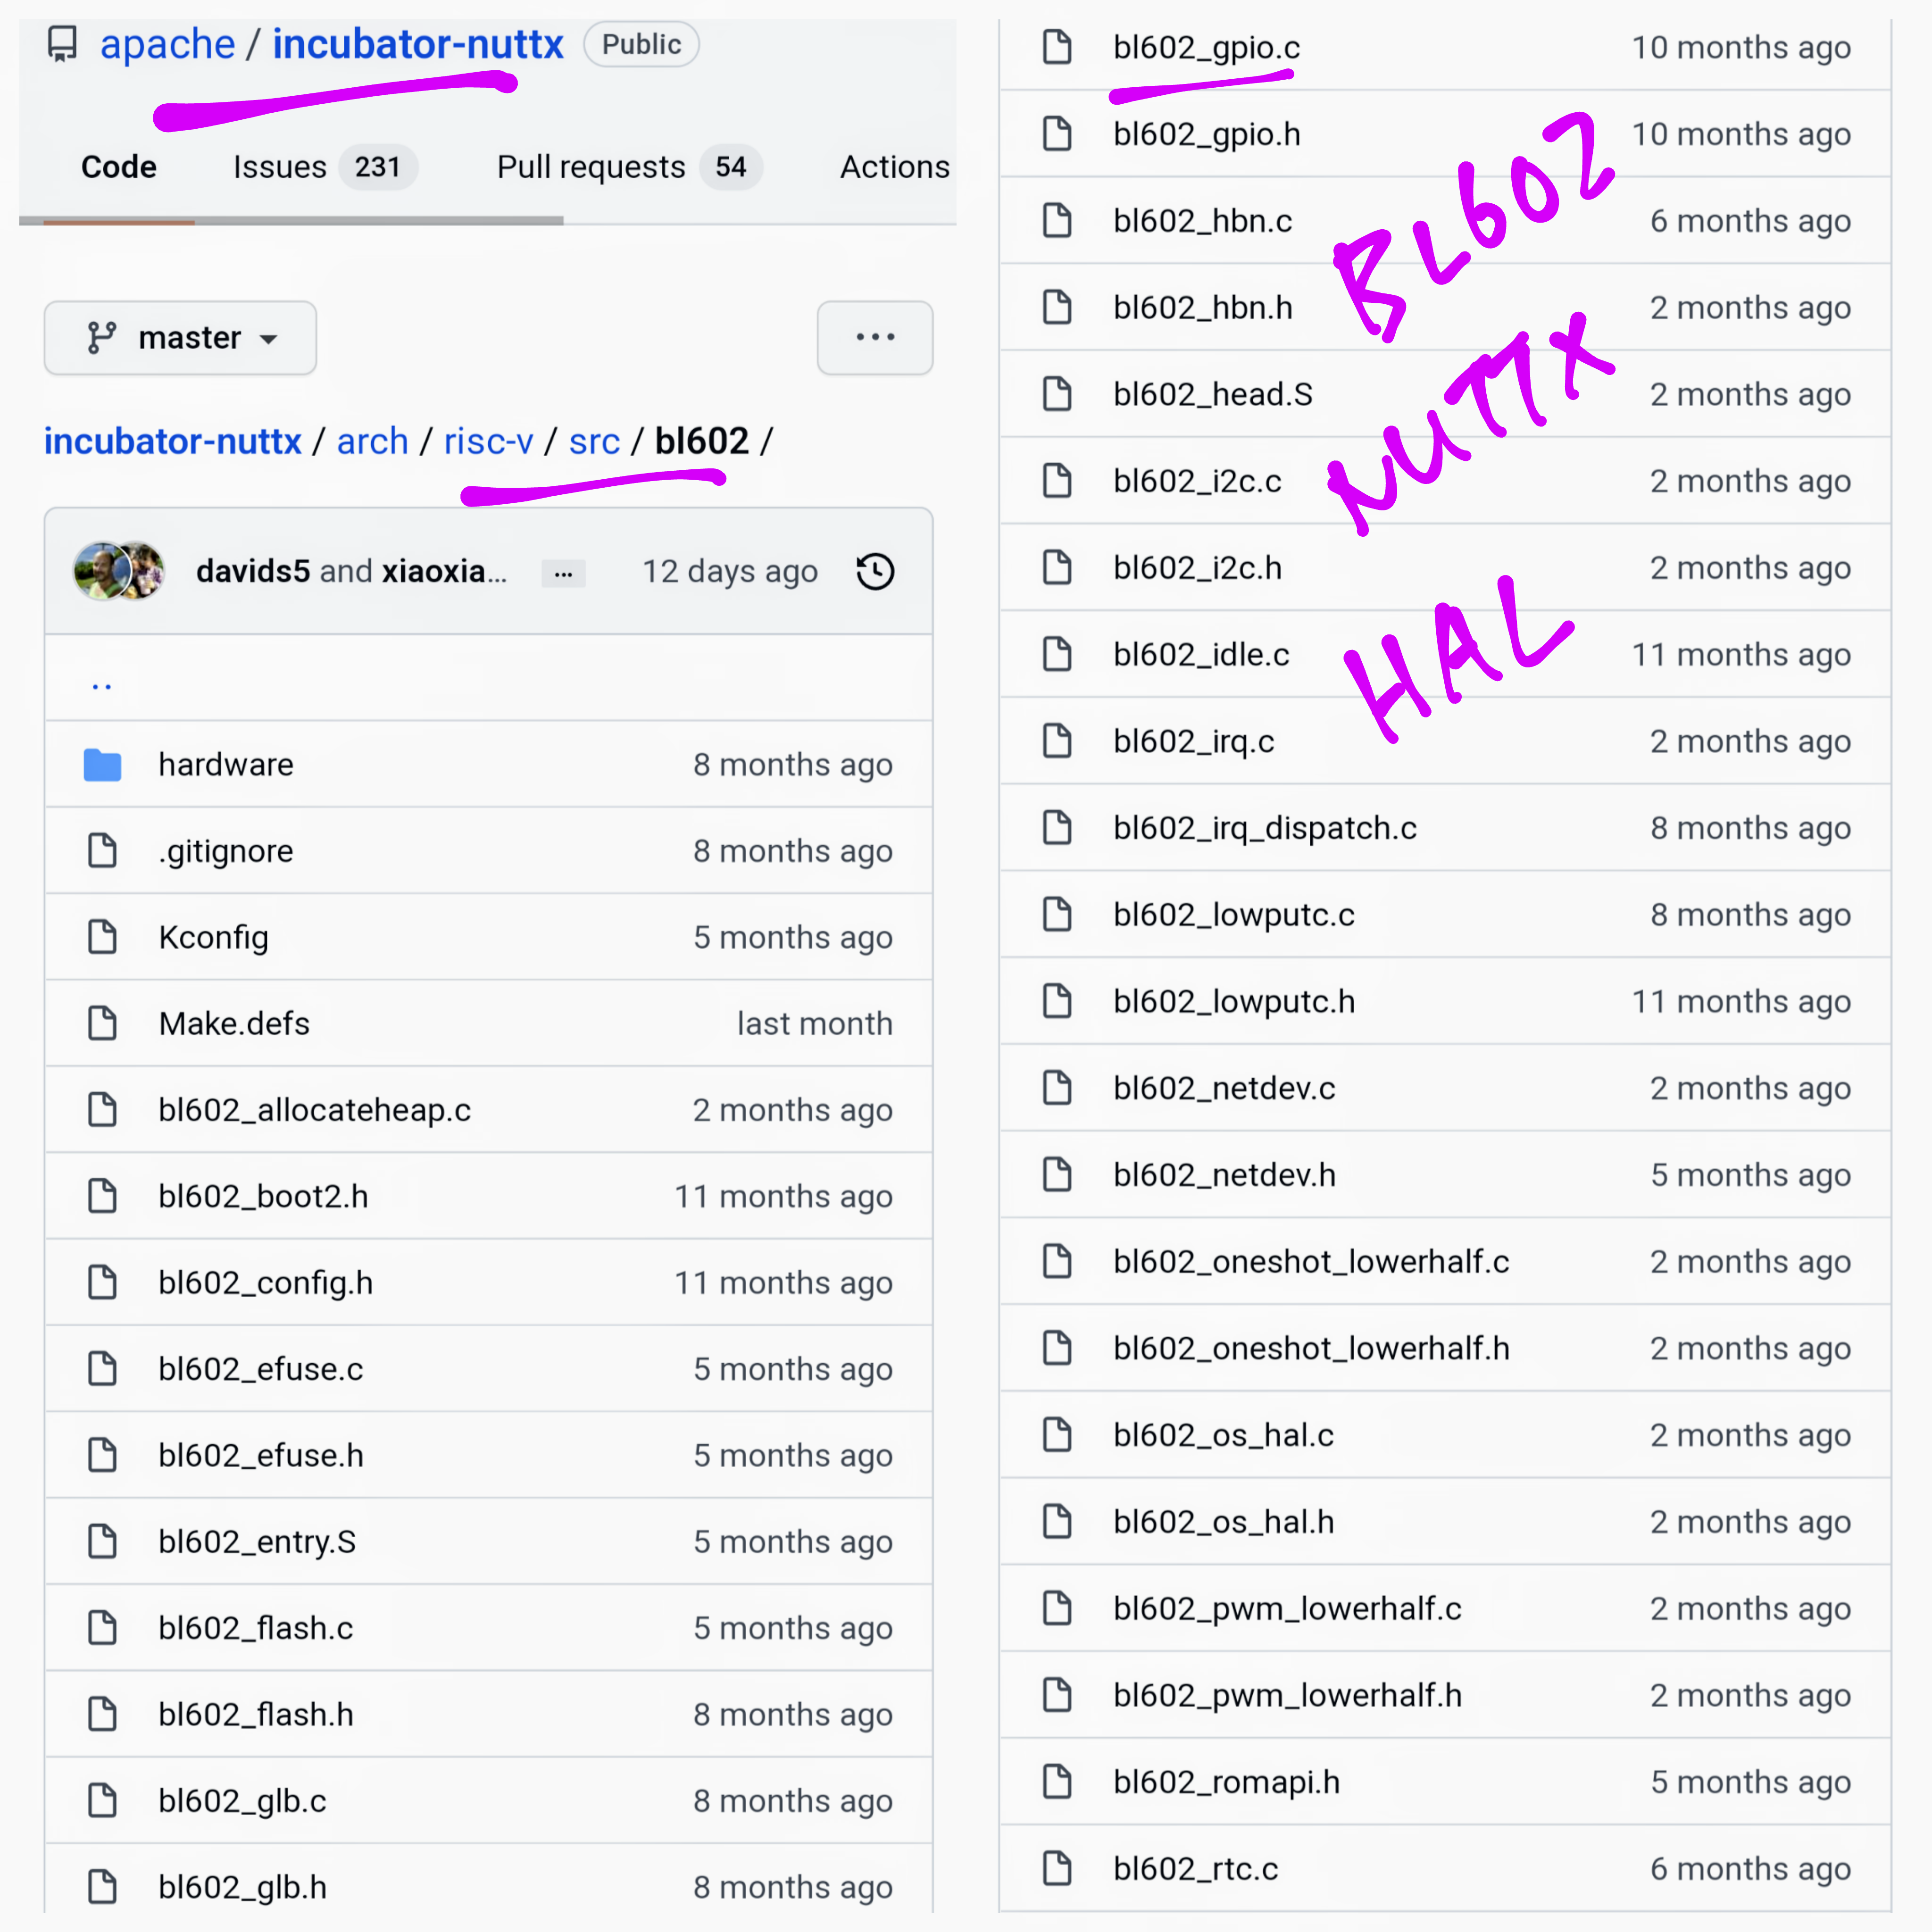 apache / incubator-nuttx Public
Code Issues 231 Pull requests 54 Actions
master ...
incubator-nuttx / arch / risc-v / src / bl602 /
davids5 and xiaoxia... ... 12 days ago
..
hardware 8 months ago
.gitignore 8 months ago
Kconfig 5 months ago
Make.defs last month
bl602_allocateheap.c 2 months ago
bl602_boot2.h 11 months ago
bl602_config.h 11 months ago
bl602_efuse.c 5 months ago
bl602_efuse.h 5 months ago
bl602_entry.S 5 months ago
bl602_flash.c 5 months ago
bl602_flash.h 8 months ago
bl602_glb.c 8 months ago
bl602_glb.h 8 months ago
bl602_gpio.c 10 months ago
bl602_gpio.h 10 months ago
bl602_hbn.c 6 months ago
bl602_hbn.h 2 months ago
bl602_head.S 2 months ago
bl602_i2c.c 2 months ago
bl602_i2c.h 2 months ago
bl602_idle.c 11 months ago
bl602_irq.c 2 months ago
bl602_irq_dispatch.c 8 months ago
bl602_lowputc.c 8 months ago
bl602_lowputc.h 11 months ago
bl602_netdev.c 2 months ago
bl602_netdev.h 5 months ago
bl602_oneshot_lowerhalf.c 2 months ago
bl602_oneshot_lowerhalf.h 2 months ago
bl602_os_hal.c 2 months ago
bl602_os_hal.h 2 months ago
bl602_pwm_lowerhalf.c 2 months ago
bl602_pwm_lowerhalf.h 2 months ago
bl602_romapi.h 5 months ago
bl602_rtc.c 6 months ago
BL602
NUTTX
HAL